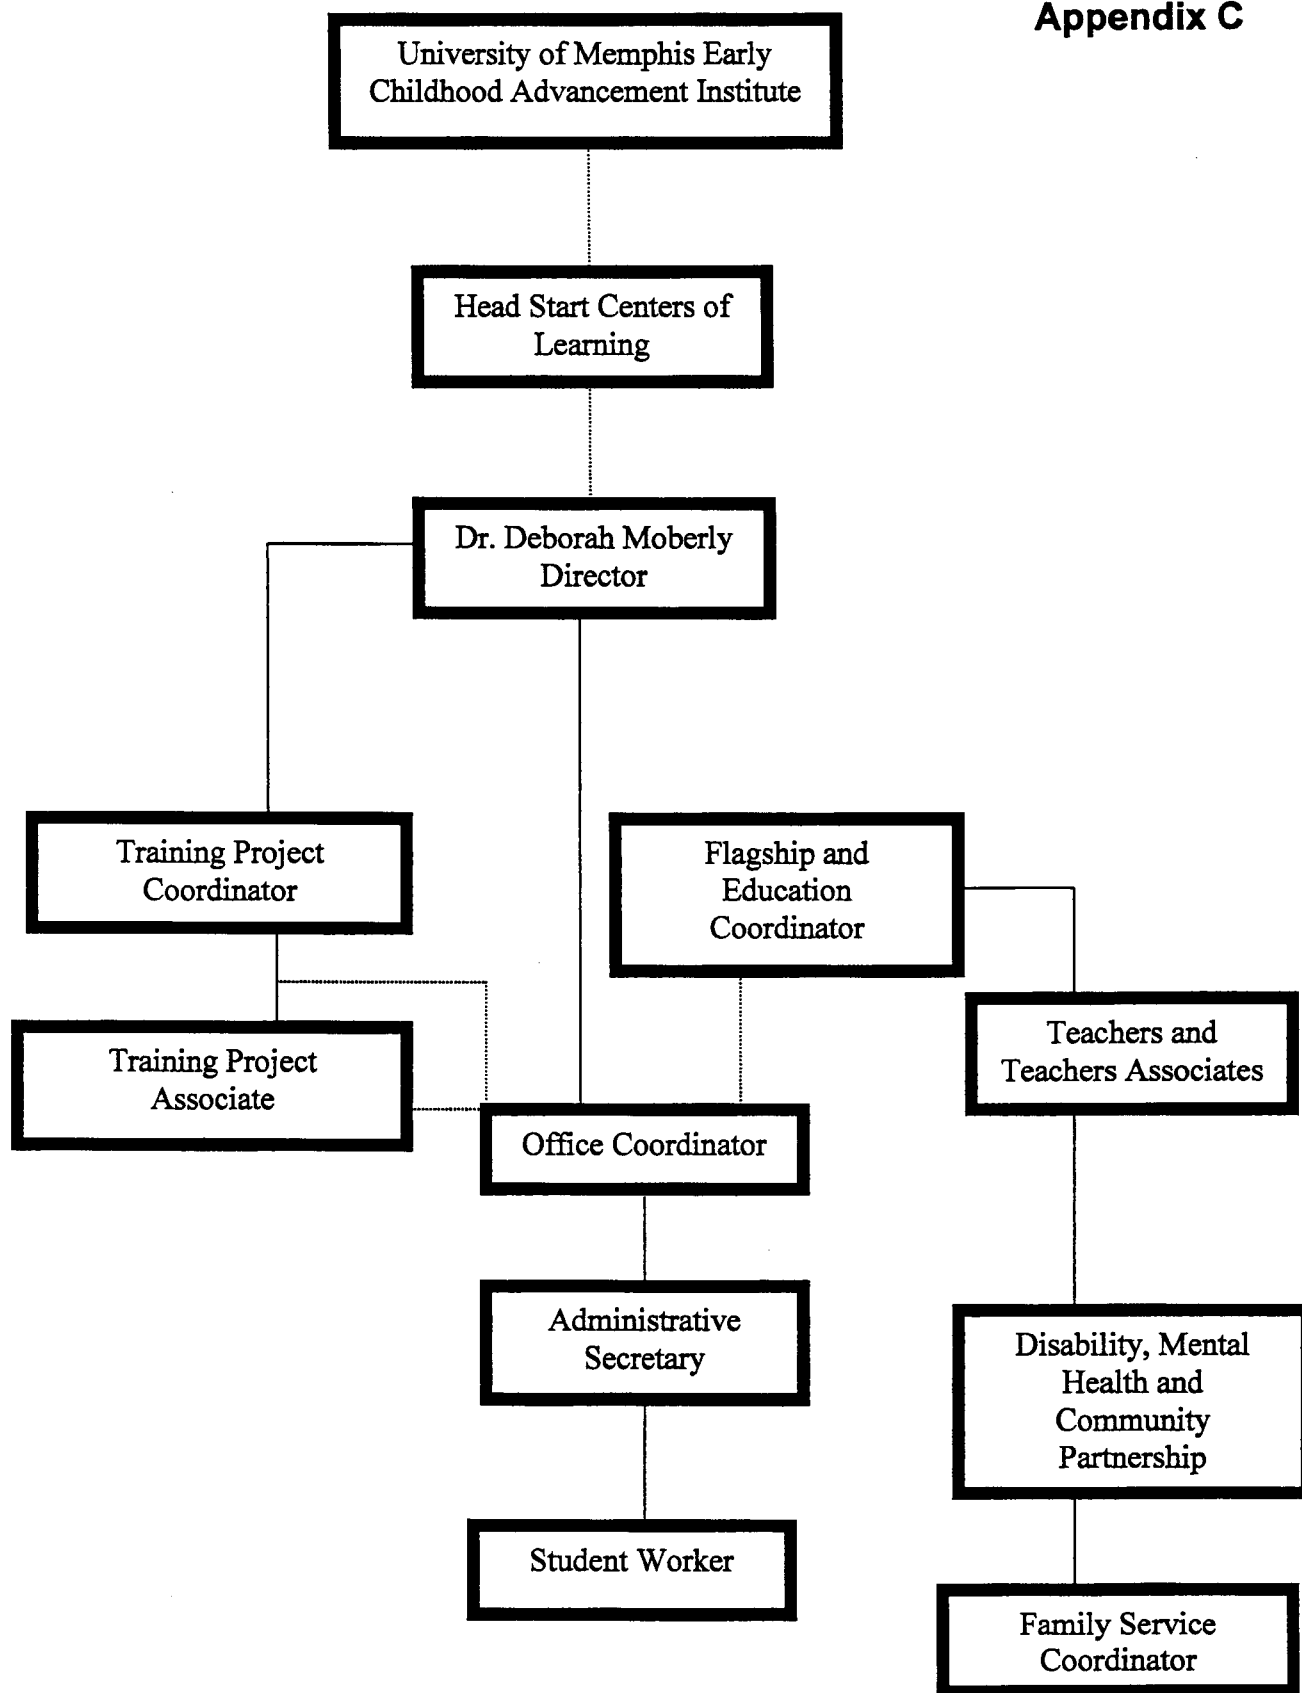 Appendix C
University of Memphis Early
Childhood Advancement Institute
Head Start Centers of
Learning
Dr. Deborah Moberly
Director
Training Project
Coordinator
Flagship and
Education
Coordinator
Training Project
Associate
Teachers and
Teachers Associates
Office Coordinator
Administrative
Secretary
Disability, Mental
Health and
Community
Partnership
Student Worker
Family Service
Coordinator